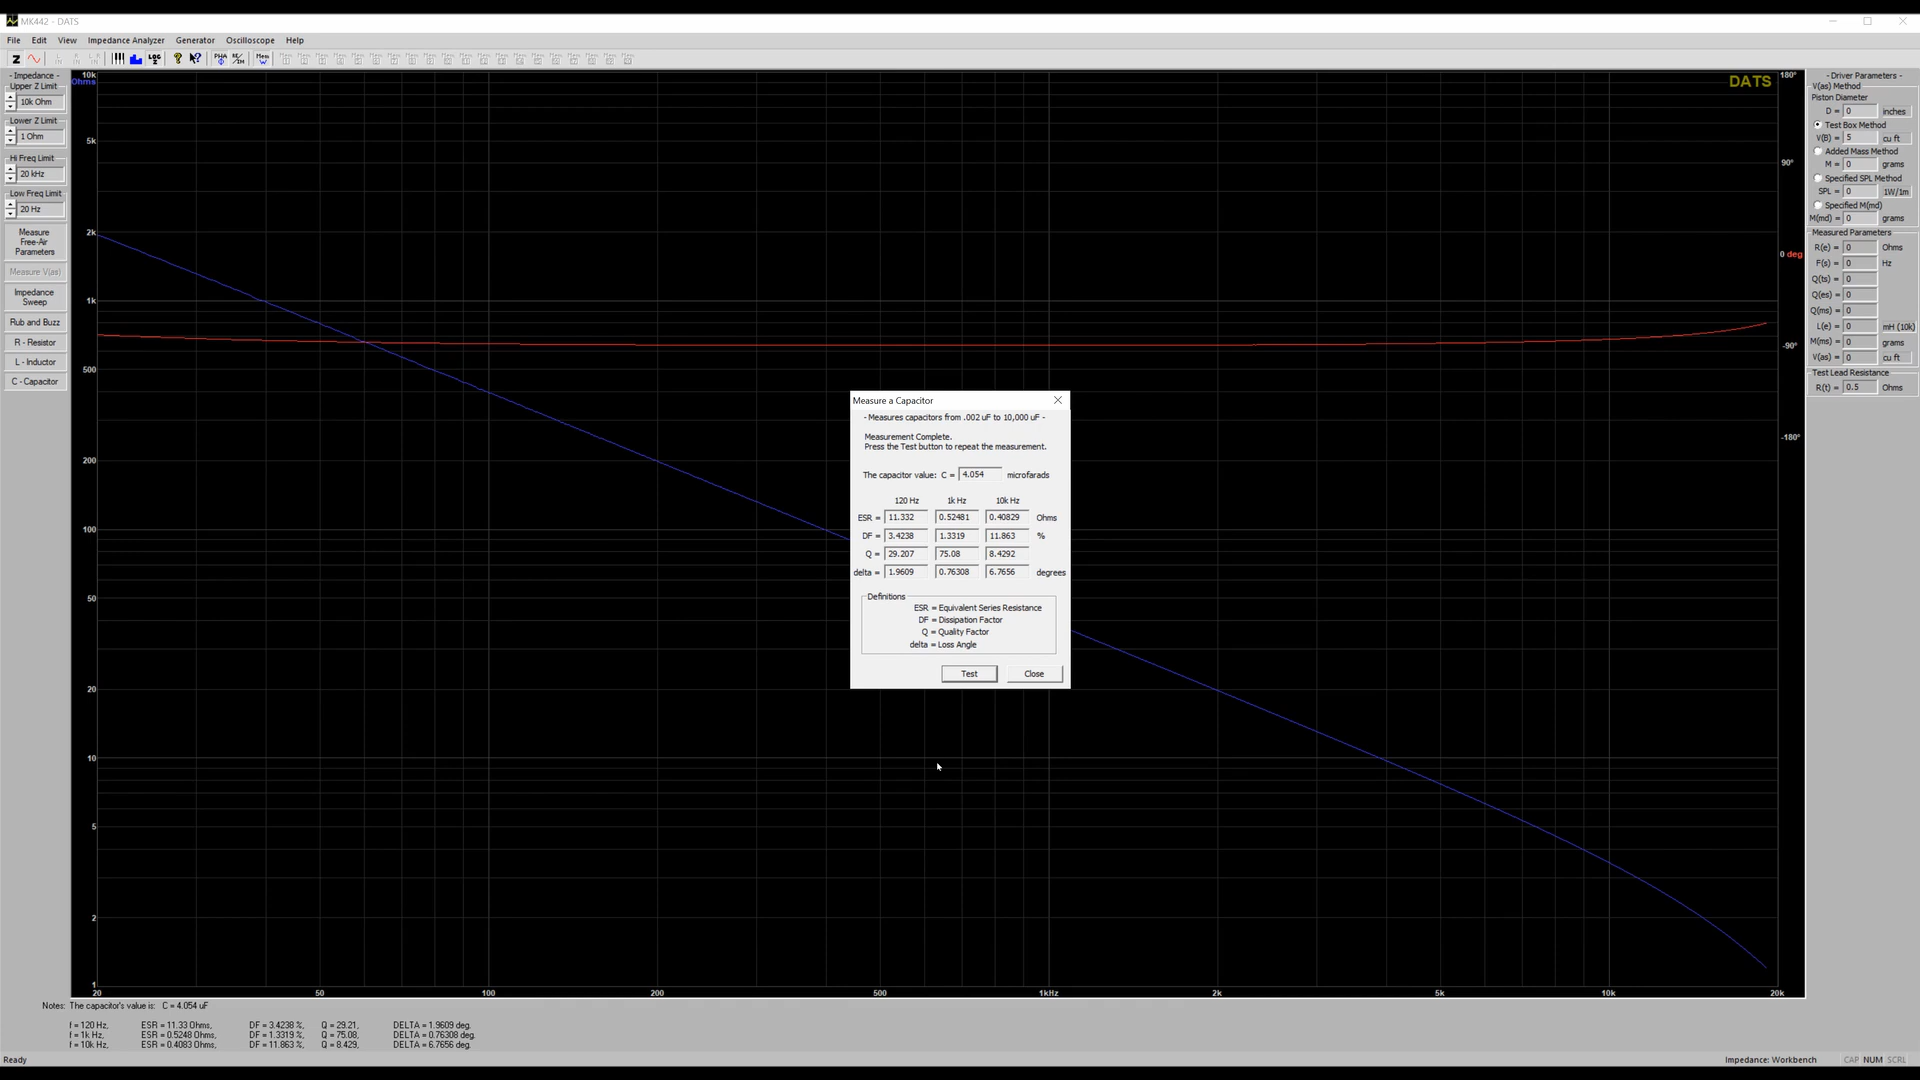 MK442 - DATS
File Edit View Impedance Analyzer Generator Oscilloscope Help
- Impedance -
Upper Z Limit
10k Ohm
Lower Z Limit
1 Ohm
Hi Freq Limit
20 kHz
Low Freq Limit
20 Hz
Measure
Free-Air
Parameters
Measure V(as)
Impedance
Sweep
Rub and Buzz
R - Resistor
L - Inductor
C - Capacitor
10k
Ohms
5k
2k
1k
500
200
100
50
20
10
5
2
1
20 50 100 200 500 1kHz 2k 5k 10k 20k
DATS
180°
90°
0 deg
-90°
-180°
Measure a Capacitor
- Measures capacitors from .002 uF to 10,000 uF -
Measurement Complete.
Press the Test button to repeat the measurement.
The capacitor value: C = 4.054 microfarads
120 Hz 1k Hz 10k Hz
ESR = 11.332 0.52481 0.40829 Ohms
DF = 3.4238 1.3319 11.863 %
Q = 29.207 75.08 8.4292
delta = 1.9609 0.76308 6.7656 degrees
Definitions
ESR = Equivalent Series Resistance
DF = Dissipation Factor
Q = Quality Factor
delta = Loss Angle
Test Close
- Driver Parameters -
V(as) Method
Piston Diameter
D = 0 inches
Test Box Method
V(B) = 5 cu ft
Added Mass Method
M = 0 grams
Specified SPL Method
SPL = 0 1W/1m
Specified M(md)
M(md) = 0 grams
Measured Parameters
R(e) = 0 Ohms
F(s) = 0 Hz
Q(ts) = 0
Q(es) = 0
Q(ms) = 0
L(e) = 0 mH (10k)
M(ms) = 0 grams
V(as) = 0 cu ft
Test Lead Resistance
R(t) = 0.5 Ohms
Notes: The capacitor's value is: C = 4.054 uF
f = 120 Hz, ESR = 11.33 Ohms, DF = 3.4238 %, Q = 29.21, DELTA = 1.9609 deg.
f = 1k Hz, ESR = 0.5248 Ohms, DF = 1.3319 %, Q = 75.08, DELTA = 0.76308 deg.
f = 10k Hz, ESR = 0.4083 Ohms, DF = 11.863 %, Q = 8.429, DELTA = 6.7656 deg.
Ready
Impedance: Workbench CAP NUM SCRL